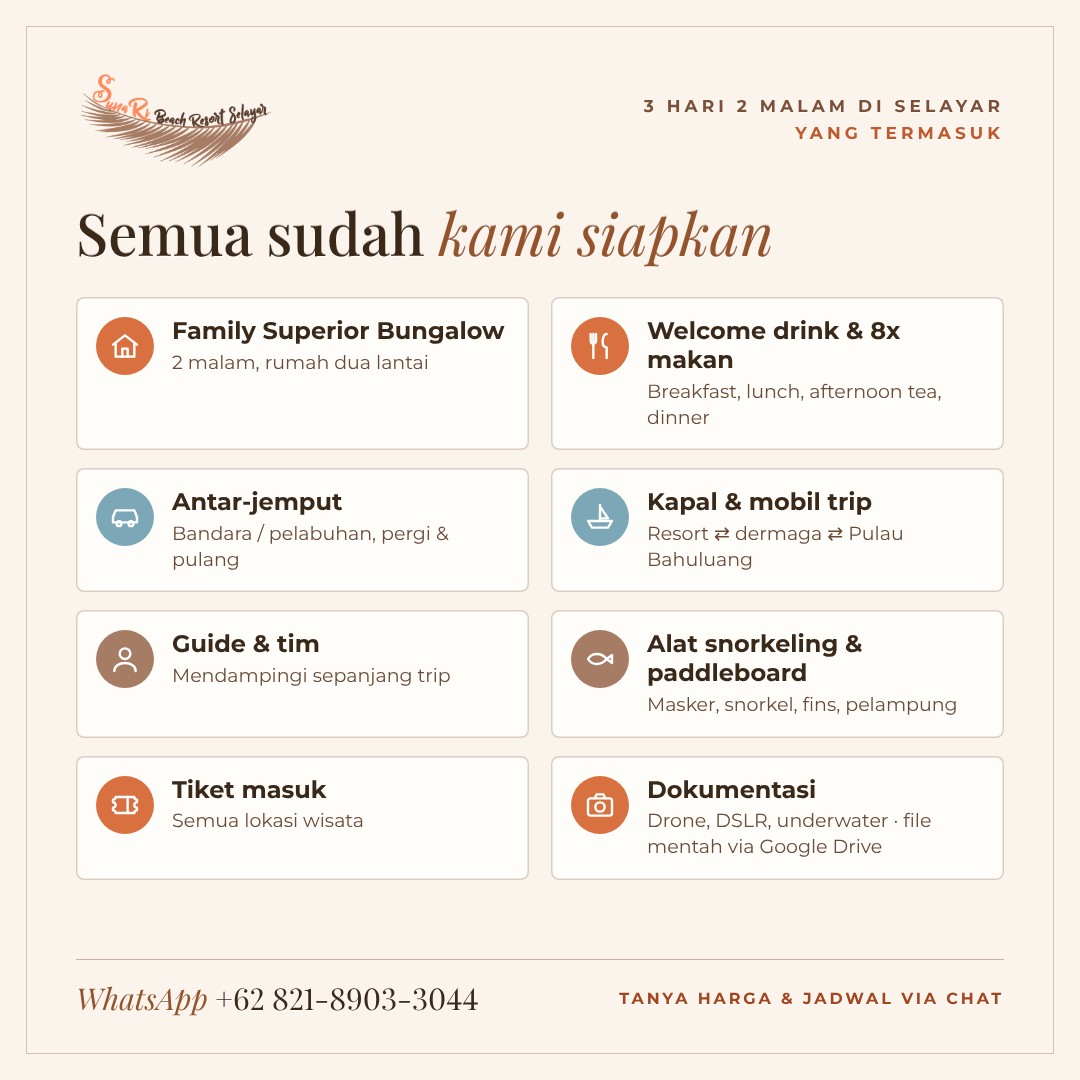 SunaRi Beach Resort Selayar
3 HARI 2 MALAM DI SELAYAR
YANG TERMASUK
Semua sudah kami siapkan
Family Superior Bungalow
2 malam, rumah dua lantai
Welcome drink & 8x
makan
Breakfast, lunch, afternoon tea,
dinner
Antar-jemput
Bandara / pelabuhan, pergi &
pulang
Kapal & mobil trip
Resort ⇄ dermaga ⇄ Pulau
Bahuluang
Guide & tim
Mendampingi sepanjang trip
Alat snorkeling &
paddleboard
Masker, snorkel, fins, pelampung
Tiket masuk
Semua lokasi wisata
Dokumentasi
Drone, DSLR, underwater · file
mentah via Google Drive
WhatsApp +62 821-8903-3044
TANYA HARGA & JADWAL VIA CHAT